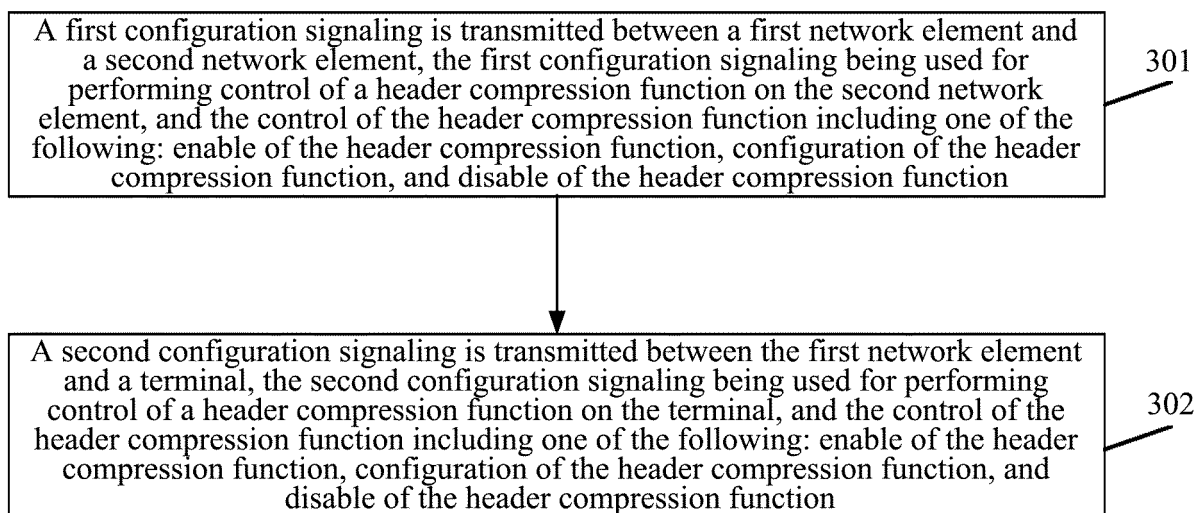 A first configuration signaling is transmitted between a first network element and
a second network element, the first configuration signaling being used for
performing control of a header compression function on the second network
element, and the control of the header compression function including one of the
following: enable of the header compression function, configuration of the header
compression function, and disable of the header compression function
301
A second configuration signaling is transmitted between the first network element
and a terminal, the second configuration signaling being used for performing
control of a header compression function on the terminal, and the control of the
header compression function including one of the following: enable of the header
compression function, configuration of the header compression function, and
disable of the header compression function
302